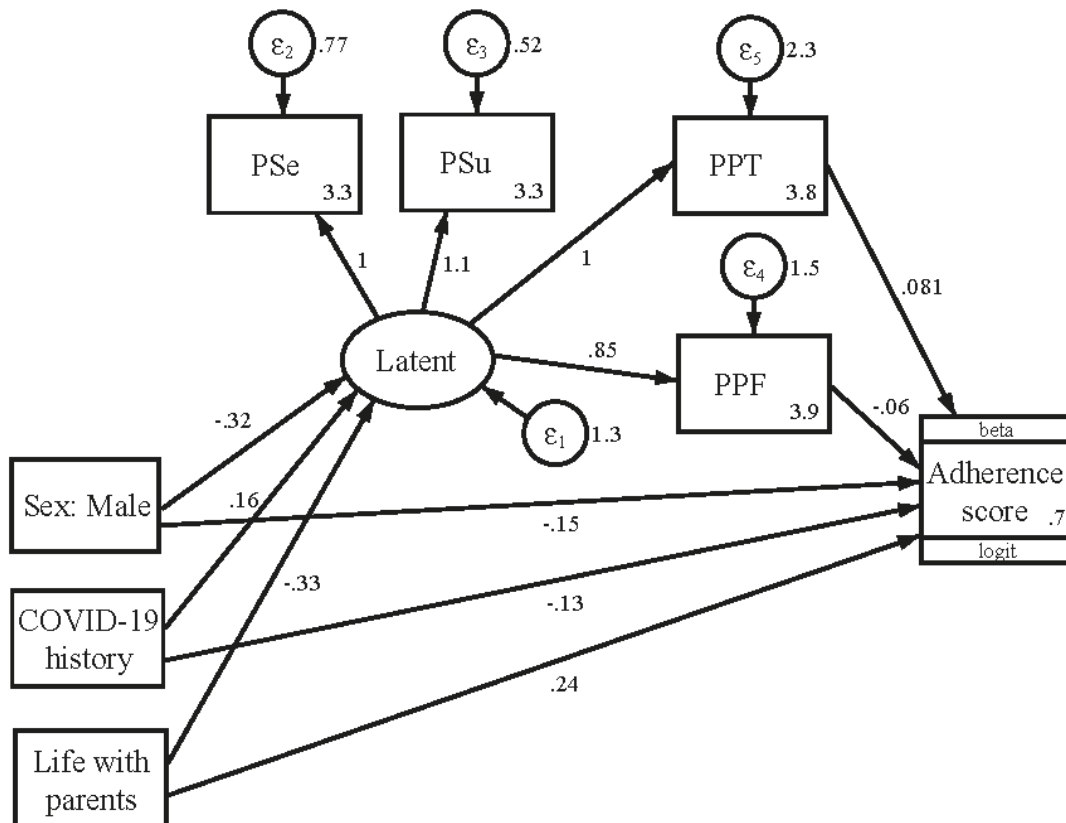 ε2 .77
ε3 .52
ε5 2.3
PSe
3.3
PSu
3.3
PPT
3.8
ε4 1.5
1
1.1
1
.081
Latent
.85
PPF
3.9
-.06
-.32
ε1 1.3
beta
Sex: Male
.16
-.15
Adherence
score .7
logit
-.33
COVID-19
history
-.13
.24
Life with
parents